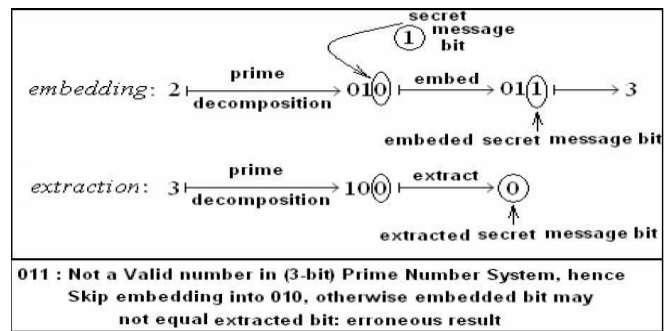 secret
1 message
bit
embedding: 2 prime decomposition 010 embed 011 3
embeded secret message bit
extraction: 3 prime decomposition 100 extract 0
extracted secret message bit
011 : Not a Valid number in (3-bit) Prime Number System, hence
Skip embedding into 010, otherwise embedded bit may
not equal extracted bit: erroneous result